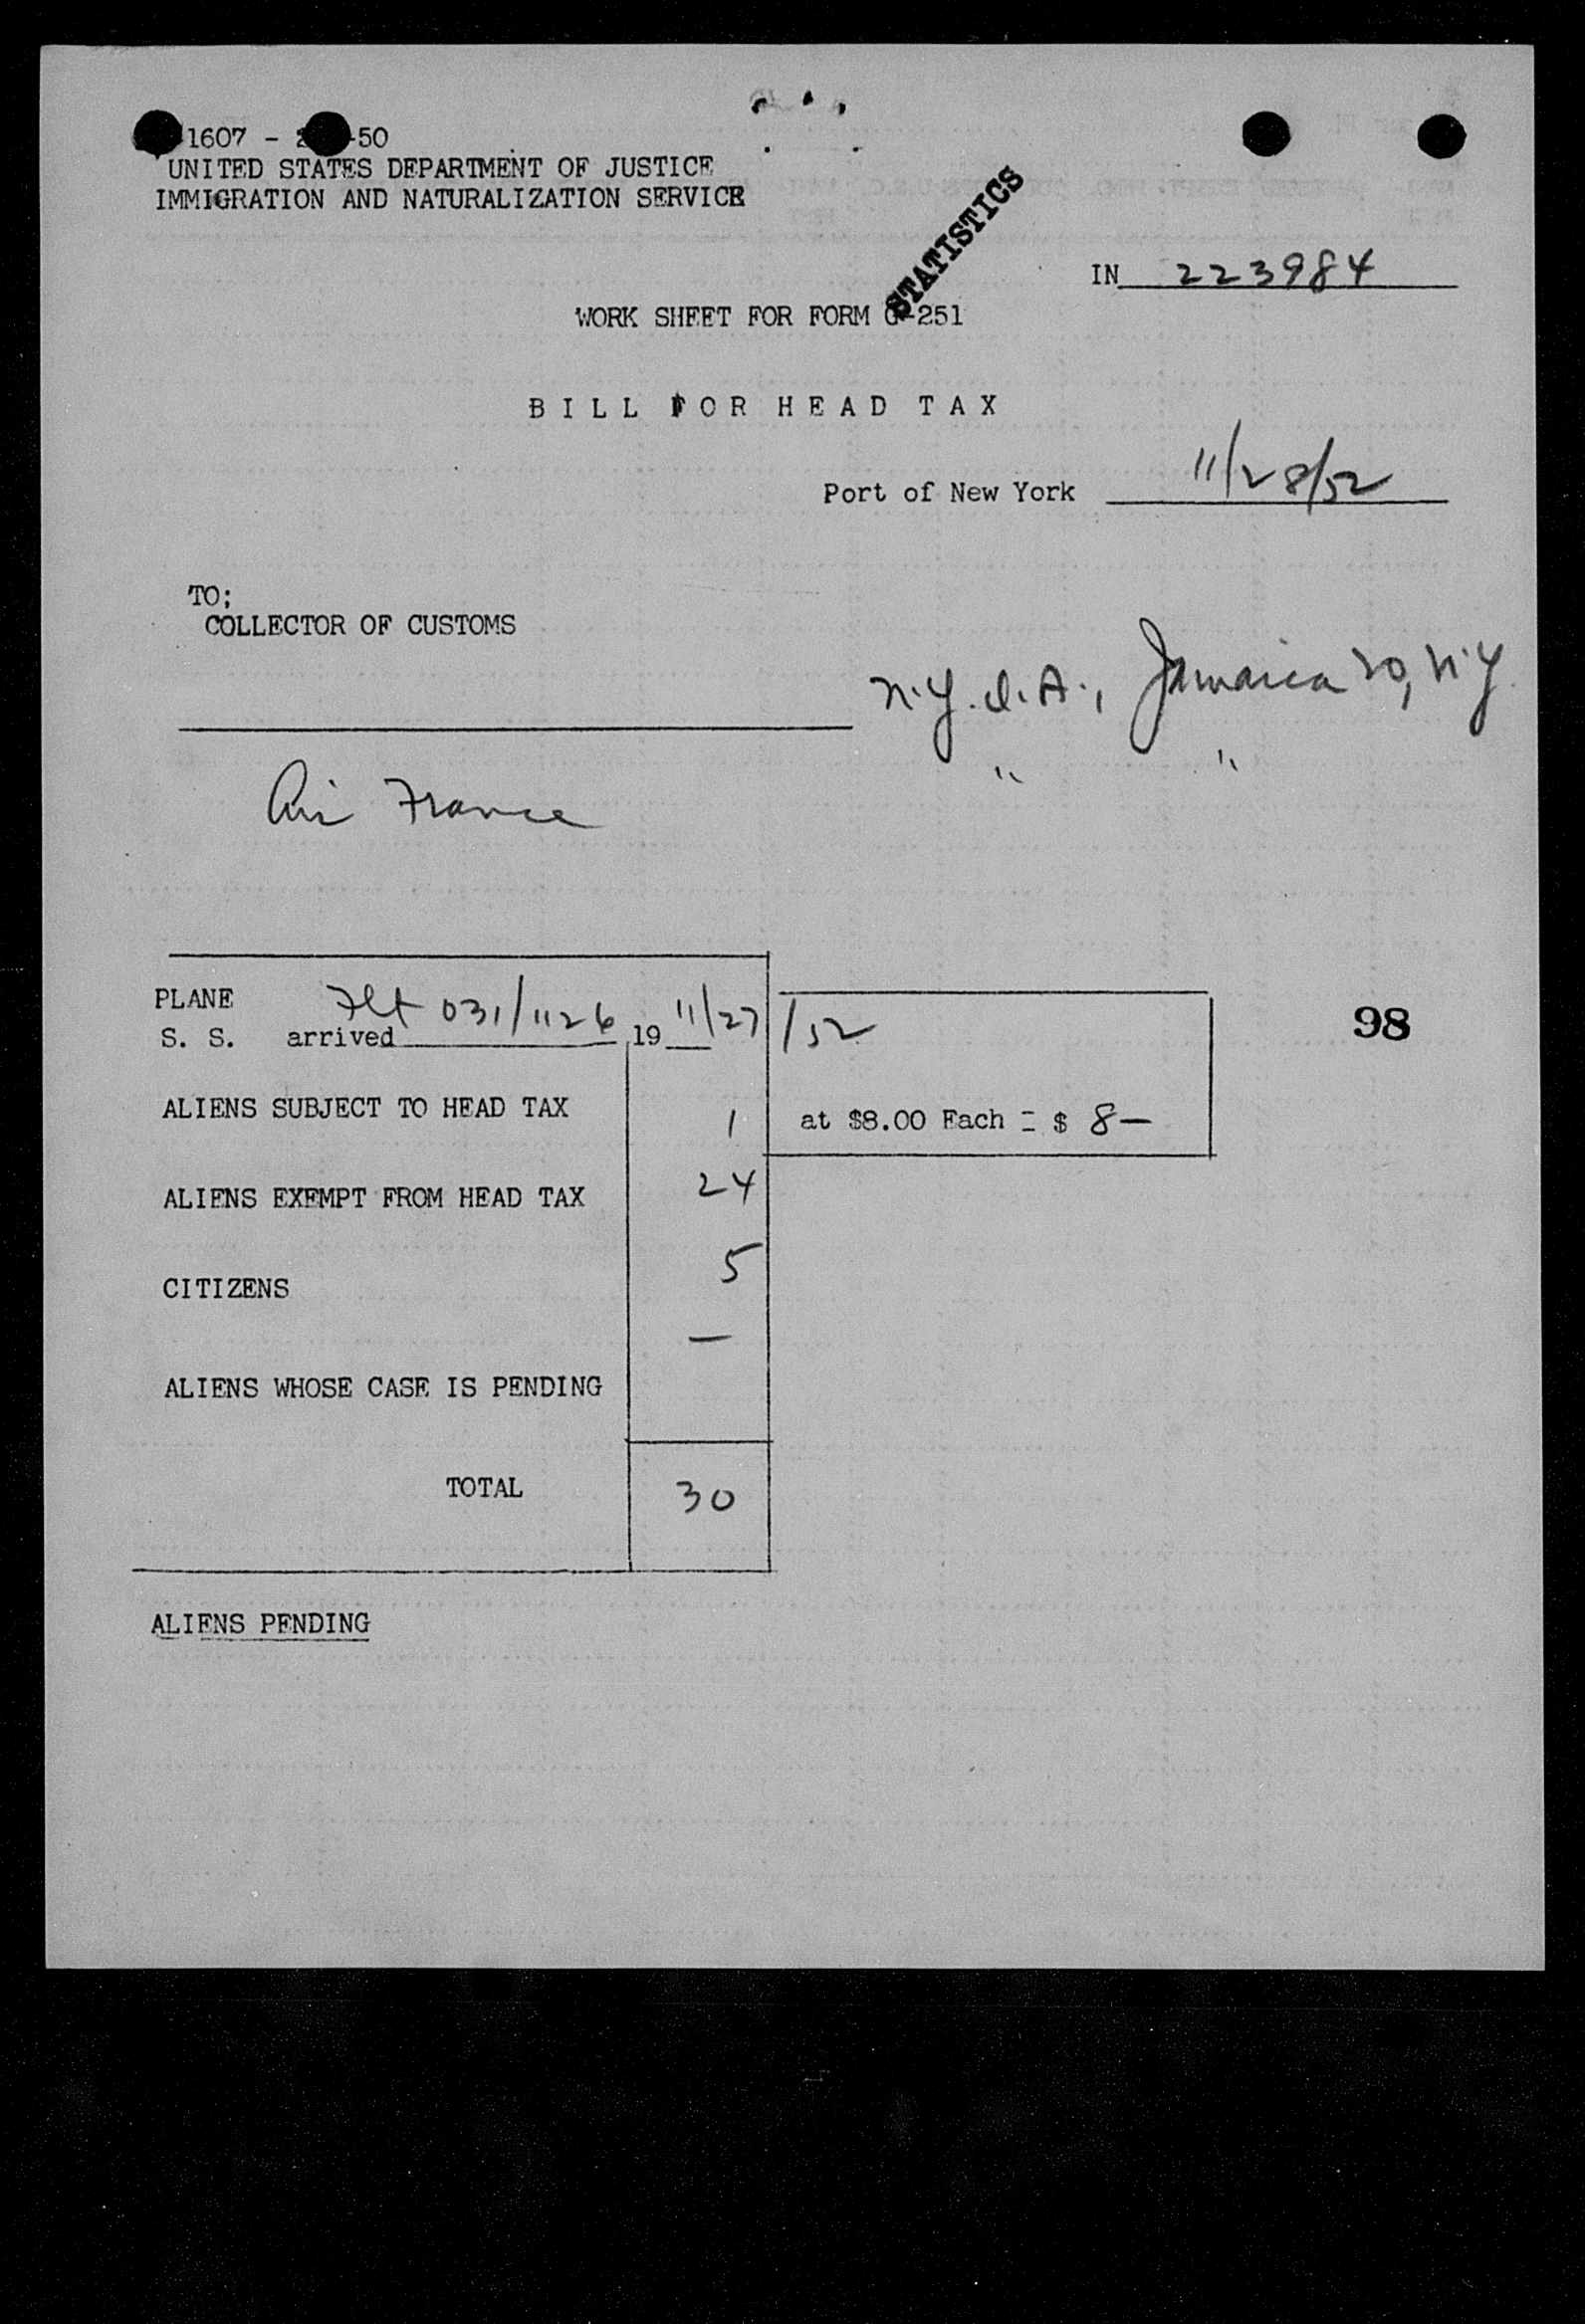 1607 - 2 -50
UNITED STATES DEPARTMENT OF JUSTICE
IMMIGRATION AND NATURALIZATION SERVICE
STATISTICS
IN 223984
WORK SHEET FOR FORM G-251
BILL FOR HEAD TAX
Port of New York 11/28/52
TO;
COLLECTOR OF CUSTOMS
N.Y.I.A., Jamaica 20, N.Y.
" "
Air France
PLANE
S. S. arrived Flt 031/1126 19 11/27/52
98
ALIENS SUBJECT TO HEAD TAX 1 at $8.00 Each = $ 8—
ALIENS EXEMPT FROM HEAD TAX 24
CITIZENS 5
—
ALIENS WHOSE CASE IS PENDING
TOTAL 30
ALIENS PENDING